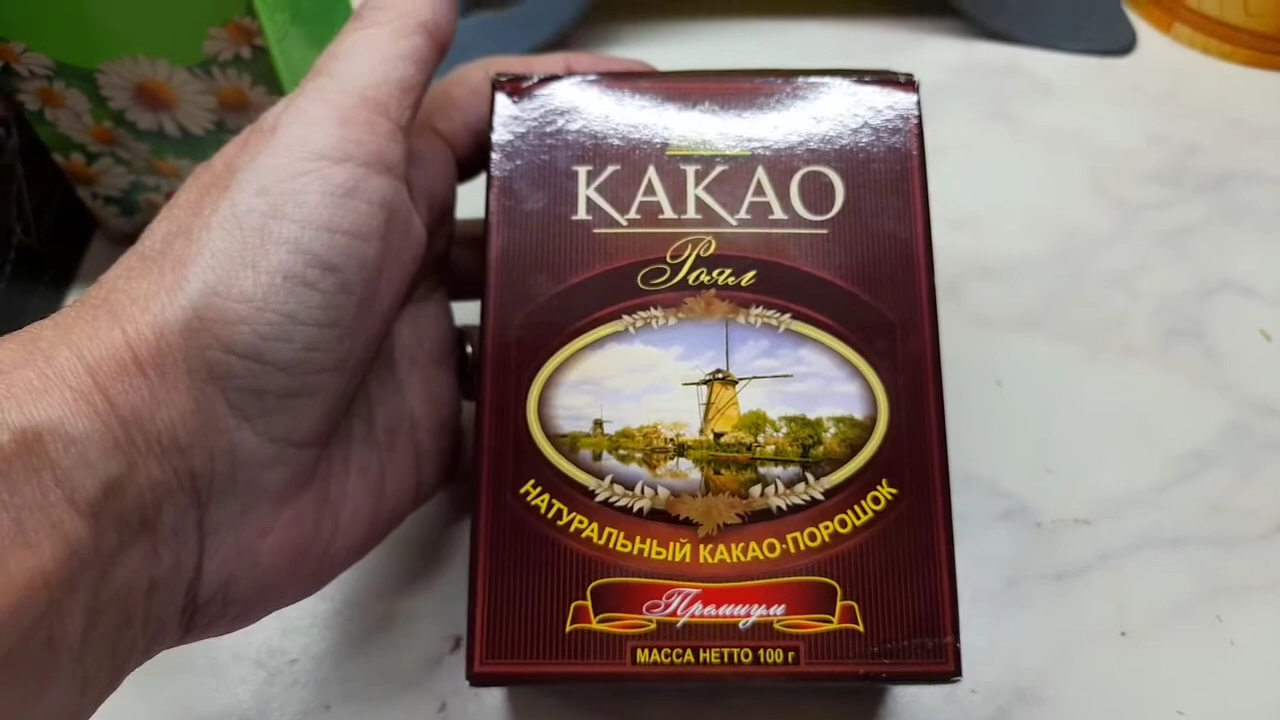 КАКАО
Роял
НАТУРАЛЬНЫЙ КАКАО-ПОРОШОК
Премиум
МАССА НЕТТО 100 г